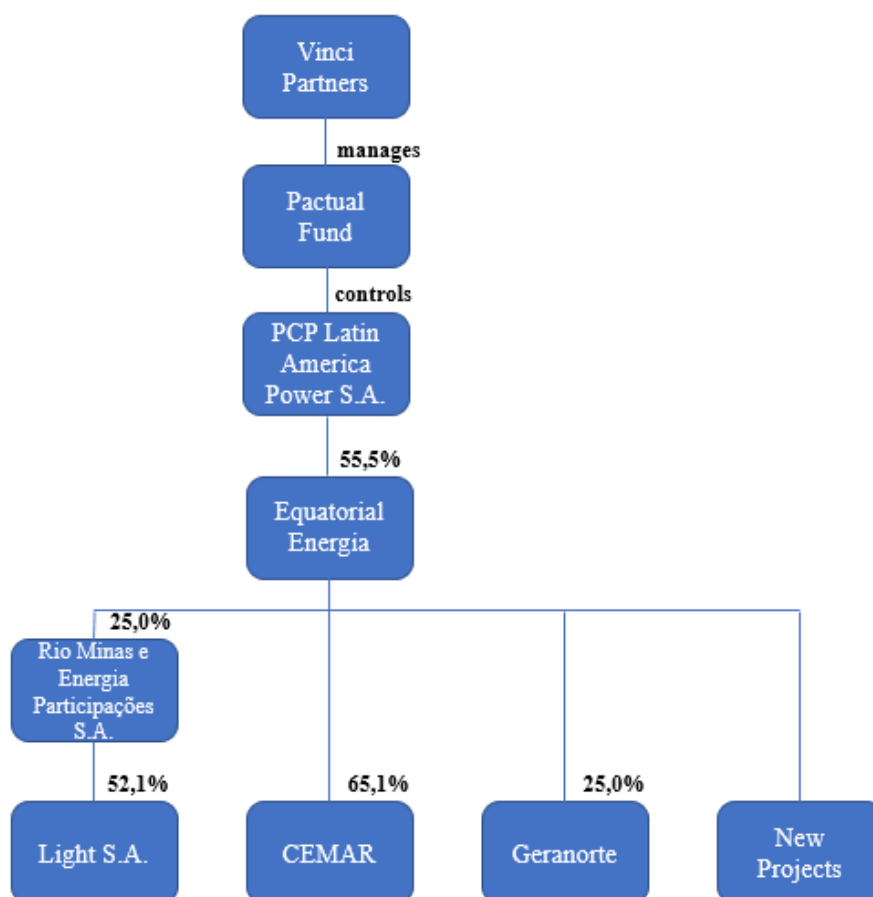 Vinci
Partners
manages
Pactual
Fund
controls
PCP Latin
America
Power S.A.
55,5%
Equatorial
Energia
25,0%
Rio Minas e
Energia
Participações
S.A.
52,1%
65,1%
25,0%
Light S.A.
CEMAR
Geranorte
New
Projects